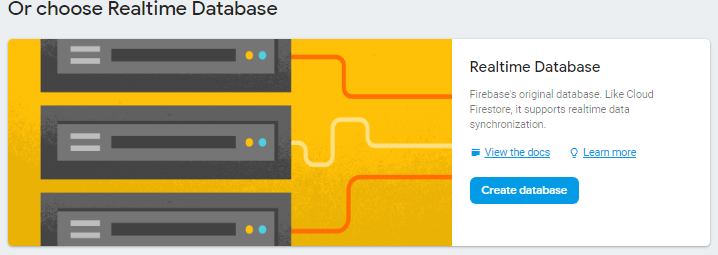 Or choose Realtime Database
Realtime Database
Firebase's original database. Like Cloud
Firestore, it supports realtime data
synchronization.
View the docs Learn more
Create database